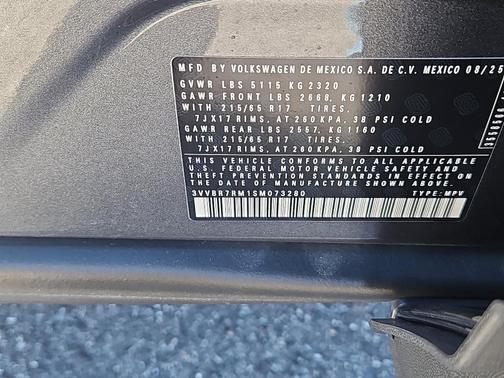 MFD BY VOLKSWAGEN DE MEXICO S.A. DE C.V. MEXICO 08/25
GVWR LBS 5115 KG 2320
GAWR FRONT LBS 2668, KG 1210
WITH 215/65 R17 TIRES,
7JX17 RIMS, AT 260 KPA, 38 PSI COLD
GAWR REAR LBS 2557, KG 1160
WITH 215/65 R17 TIRES,
7JX17 RIMS, AT 260 KPA, 38 PSI COLD
THIS VEHICLE CONFORMS TO ALL APPLICABLE
U.S. FEDERAL MOTOR VEHICLE SAFETY AND
THEFT PREVENTION STANDARDS IN EFFECT
ON THE DATE OF MANUFACTURE SHOWN ABOVE.
3VVBR7RM1SM073280 TYPE: MPV